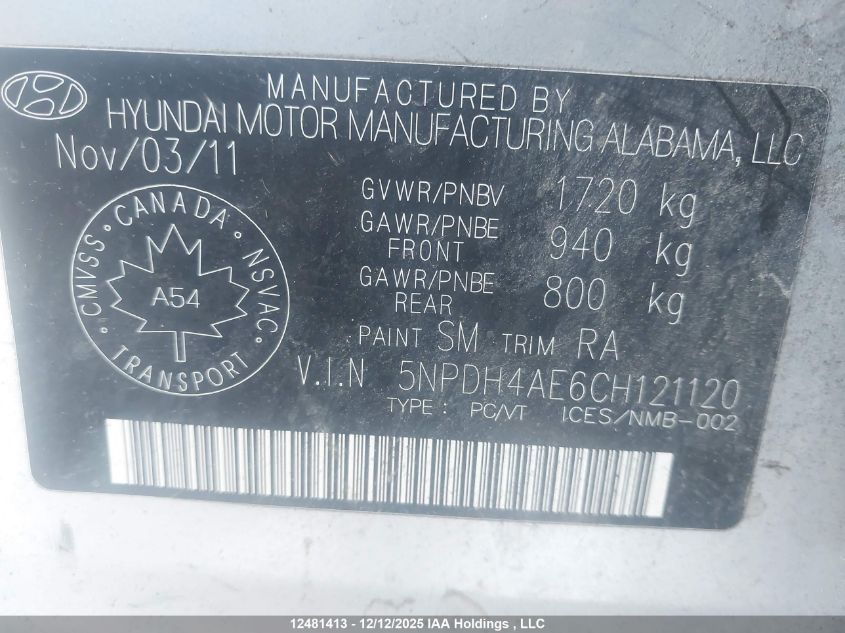 MANUFACTURED BY
HYUNDAI MOTOR MANUFACTURING ALABAMA, LLC
Nov/03/11
GVWR/PNBV 1720 kg
GAWR/PNBE FRONT 940 kg
GAWR/PNBE REAR 800 kg
PAINT SM TRIM RA
V.I.N 5NPDH4AE6CH121120
TYPE : PC/VT ICES/NMB-002
CMVSS • CANADA • NSVAC • TRANSPORT •
A54
12481413 - 12/12/2025 IAA Holdings , LLC